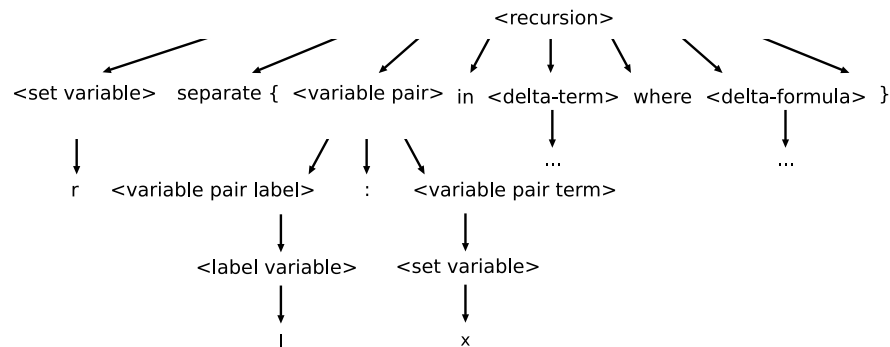 <recursion>
<set variable> separate { <variable pair> in <delta-term> where <delta-formula> }
... ...
r <variable pair label> : <variable pair term>
<label variable> <set variable>
l x